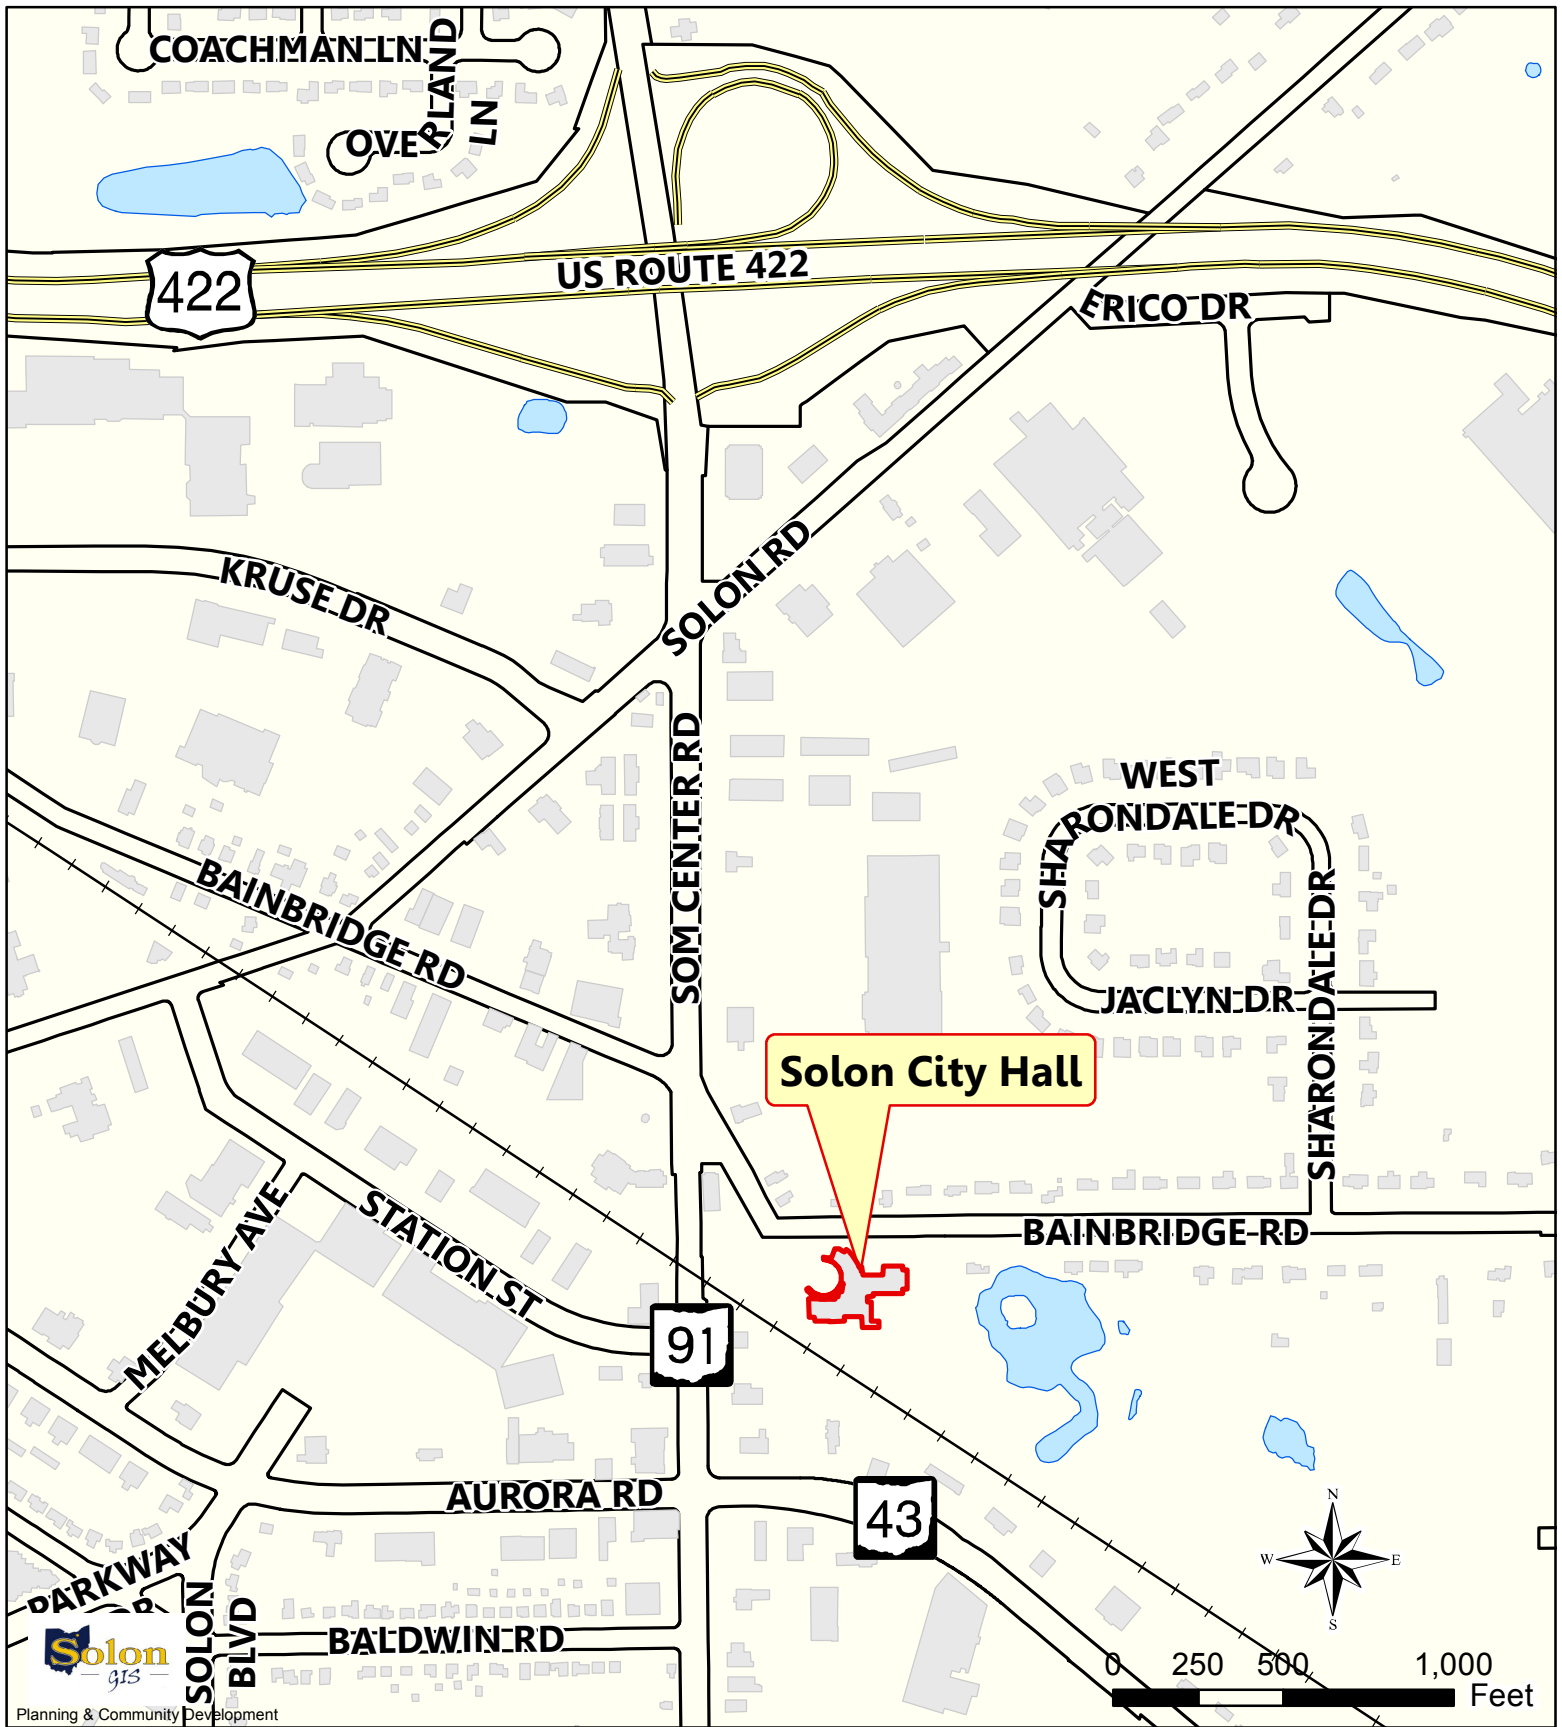 COACHMAN LN
OVERLAND
LN
422
US ROUTE 422
ERICO DR
KRUSE DR
SOLON RD
SOM CENTER RD
WEST
SHARONDALE DR
BAINBRIDGE RD
SHARONDALE DR
JACLYN DR
Solon City Hall
STATION ST
MELBURY AVE
BAINBRIDGE RD
91
AURORA RD
43
N
W
E
S
PARKWAY
DR
SOLON
BLVD
BALDWIN RD
Solon
GIS
0 250 500 1,000
Feet
Planning & Community Development